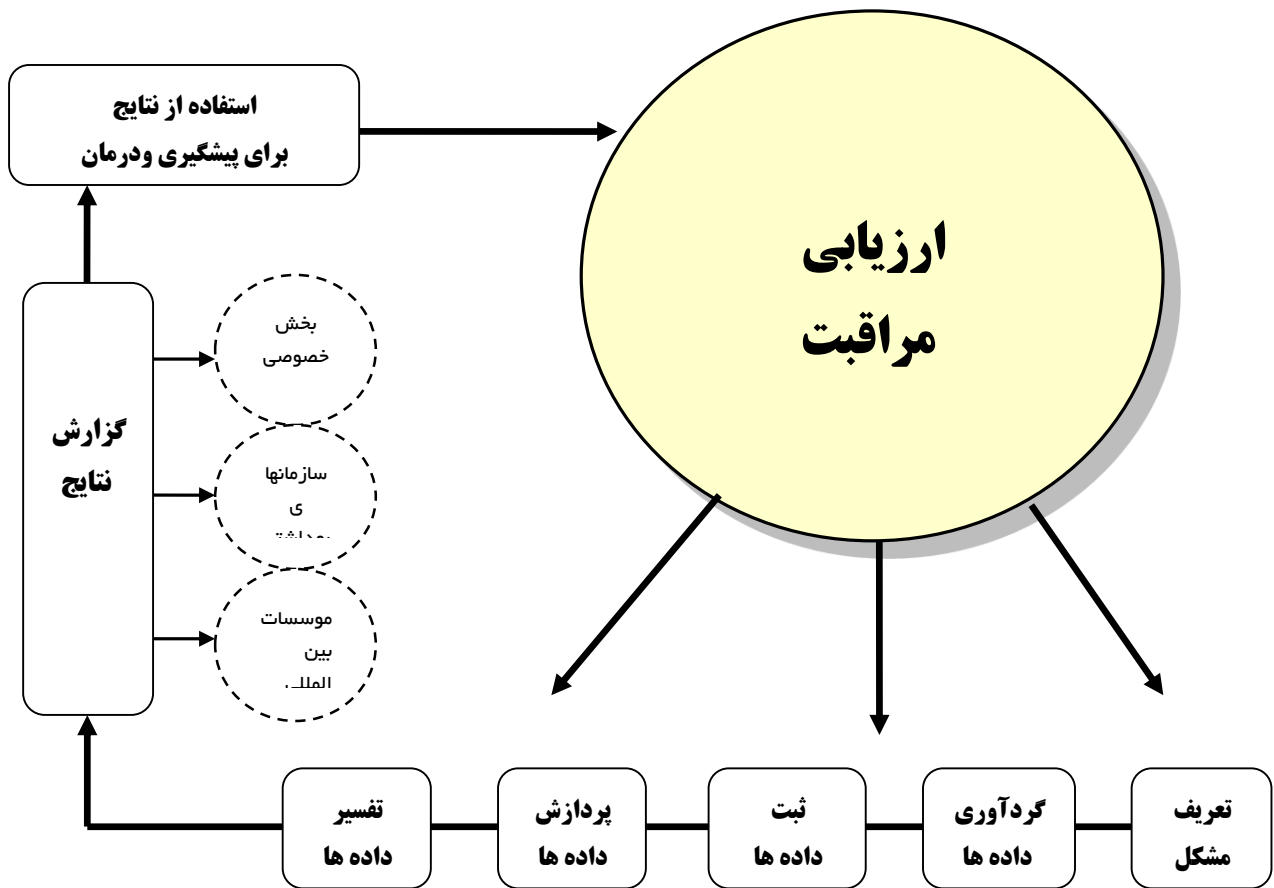 استفاده از نتایج
برای پیشگیری ودرمان
ارزیابی
مراقبت
بخش
خصوصی
گزارش
نتایج
سازمانها
ی
موسسات
بین
المللی
تعریف
مشکل
گردآوری
داده ها
ثبت
داده ها
پردازش
داده ها
تفسیر
داده ها